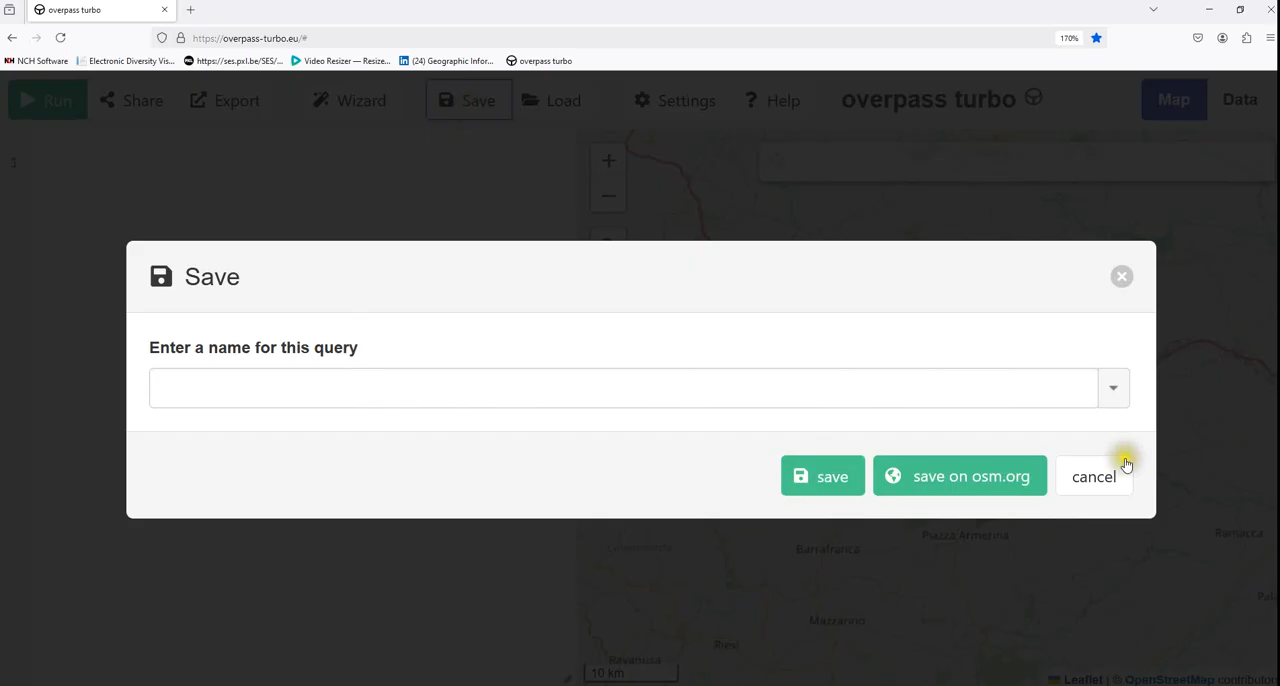 overpass turbo
https://overpass-turbo.eu/#
170%
NCH Software
Electronic Diversity Vis...
https://ses.pxl.be/SES/...
Video Resizer — Resize...
(24) Geographic Infor...
overpass turbo
Run
Share
Export
Wizard
Save
Load
Settings
Help
overpass turbo
Map
Data
1
+
−
Save
Enter a name for this query
save
save on osm.org
cancel
Piazza Armerina
Ramacca
Barrafranca
Mazzarino
Riesi
Ravanusa
10 km
Leaflet | © OpenStreetMap contributor